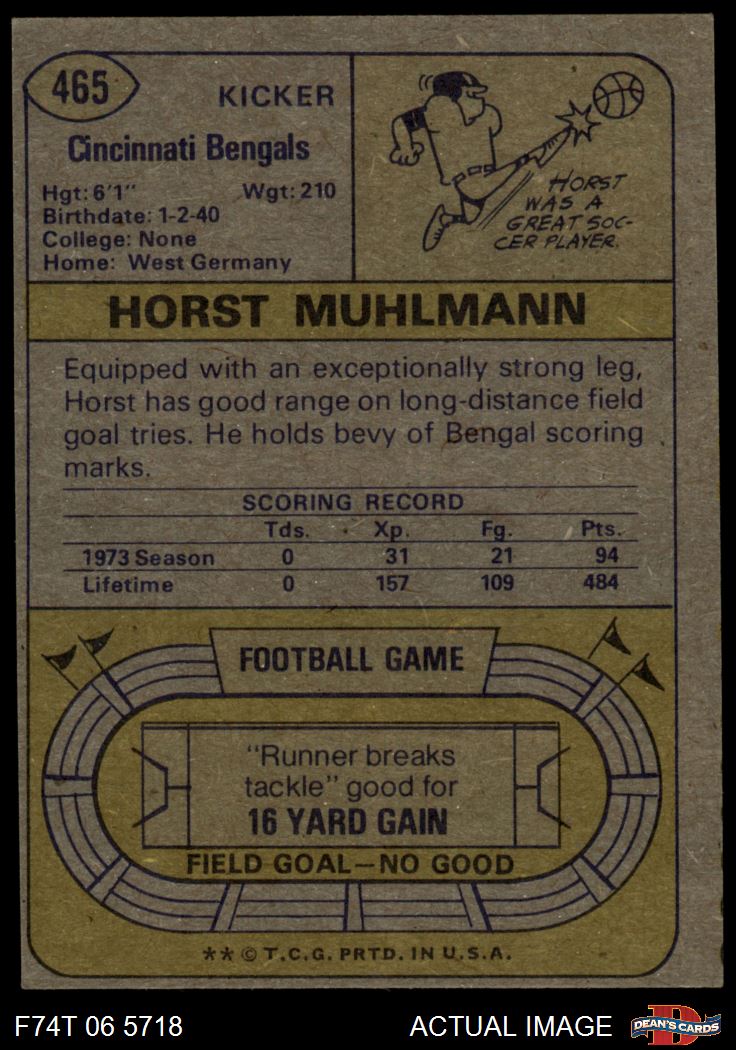 465
KICKER
Cincinnati Bengals
Hgt: 6'1" Wgt: 210
Birthdate: 1-2-40
College: None
Home: West Germany
HORST
WAS A
GREAT SOC-
CER PLAYER.
HORST MUHLMANN
Equipped with an exceptionally strong leg,
Horst has good range on long-distance field
goal tries. He holds bevy of Bengal scoring
marks.
SCORING RECORD
Tds. Xp. Fg. Pts.
1973 Season 0 31 21 94
Lifetime 0 157 109 484
FOOTBALL GAME
"Runner breaks
tackle" good for
16 YARD GAIN
FIELD GOAL—NO GOOD
** © T.C.G. PRTD. IN U.S.A.
F74T 06 5718 ACTUAL IMAGE
DEAN'S CARDS